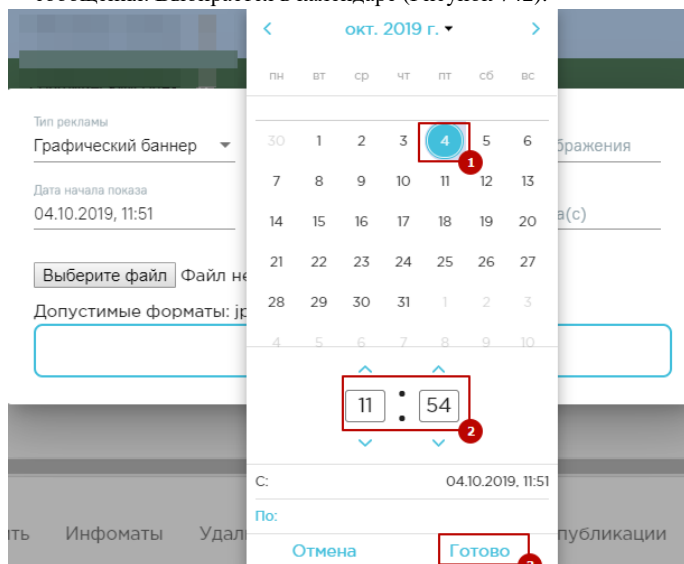 окт. 2019 г.
пн вт ср чт пт сб вс
Тип рекламы
Графический баннер
30 1 2 3 4 5 6
1
Дата начала показа
7 8 9 10 11 12 13
04.10.2019, 11:51
а(с)
14 15 16 17 18 19 20
21 22 23 24 25 26 27
Выберите файл Файл не
28 29 30 31 1 2 3
Допустимые форматы: jp
4 5 6 7 8 9 10
11 : 54
2
С: 04.10.2019, 11:51
По:
Инфоматы Удал публикации
Отмена Готово